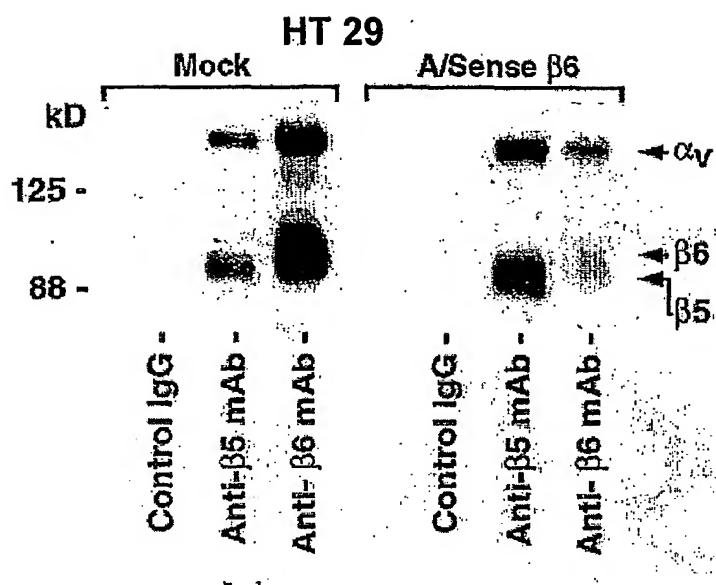 HT 29
Mock
A/Sense β6
kD
αv
125 -
β6
88 -
β5
Control IgG -
Anti-β5 mAb -
Anti- β6 mAb -
Control IgG -
Anti-β5 mAb -
Anti- β6 mAb -